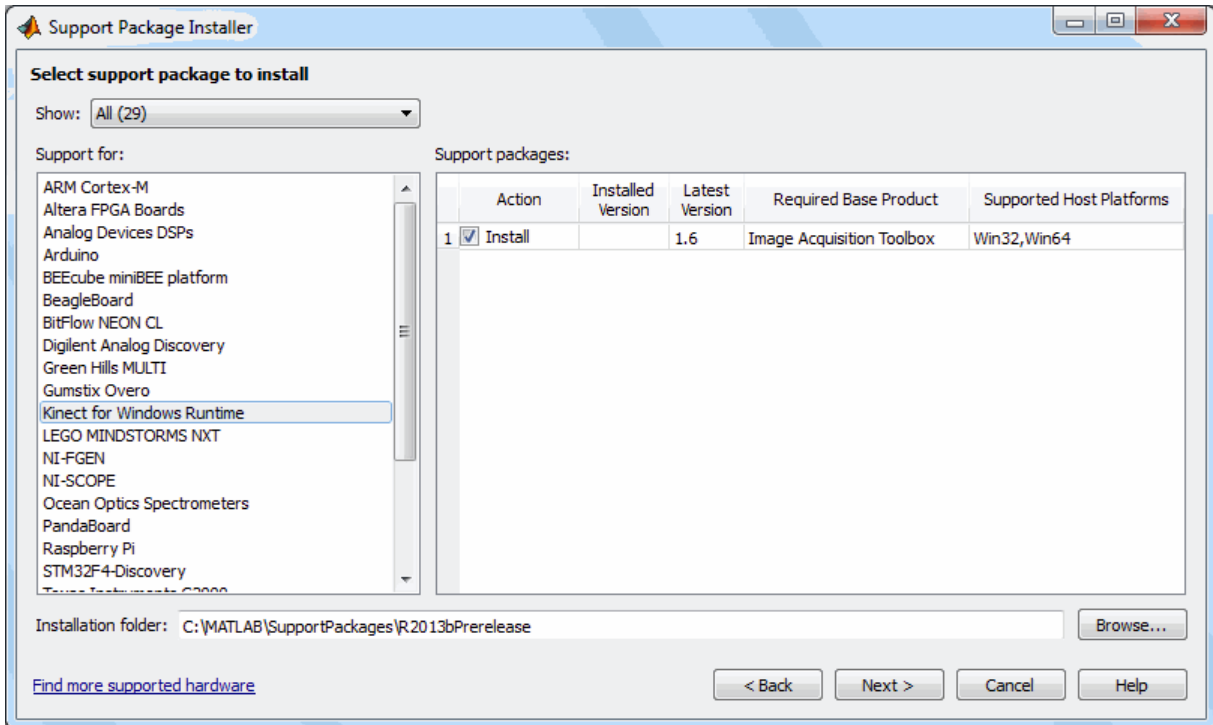 Support Package Installer
Select support package to install
Show: All (29)
Support for:
ARM Cortex-M
Altera FPGA Boards
Analog Devices DSPs
Arduino
BEEcube miniBEE platform
BeagleBoard
BitFlow NEON CL
Digilent Analog Discovery
Green Hills MULTI
Gumstix Overo
Kinect for Windows Runtime
LEGO MINDSTORMS NXT
NI-FGEN
NI-SCOPE
Ocean Optics Spectrometers
PandaBoard
Raspberry Pi
STM32F4-Discovery
Texas Instruments C2000
Support packages:
Action Installed Version Latest Version Required Base Product Supported Host Platforms
1 Install 1.6 Image Acquisition Toolbox Win32,Win64
Installation folder: C:\MATLAB\SupportPackages\R2013bPrerelease Browse...
Find more supported hardware < Back Next > Cancel Help